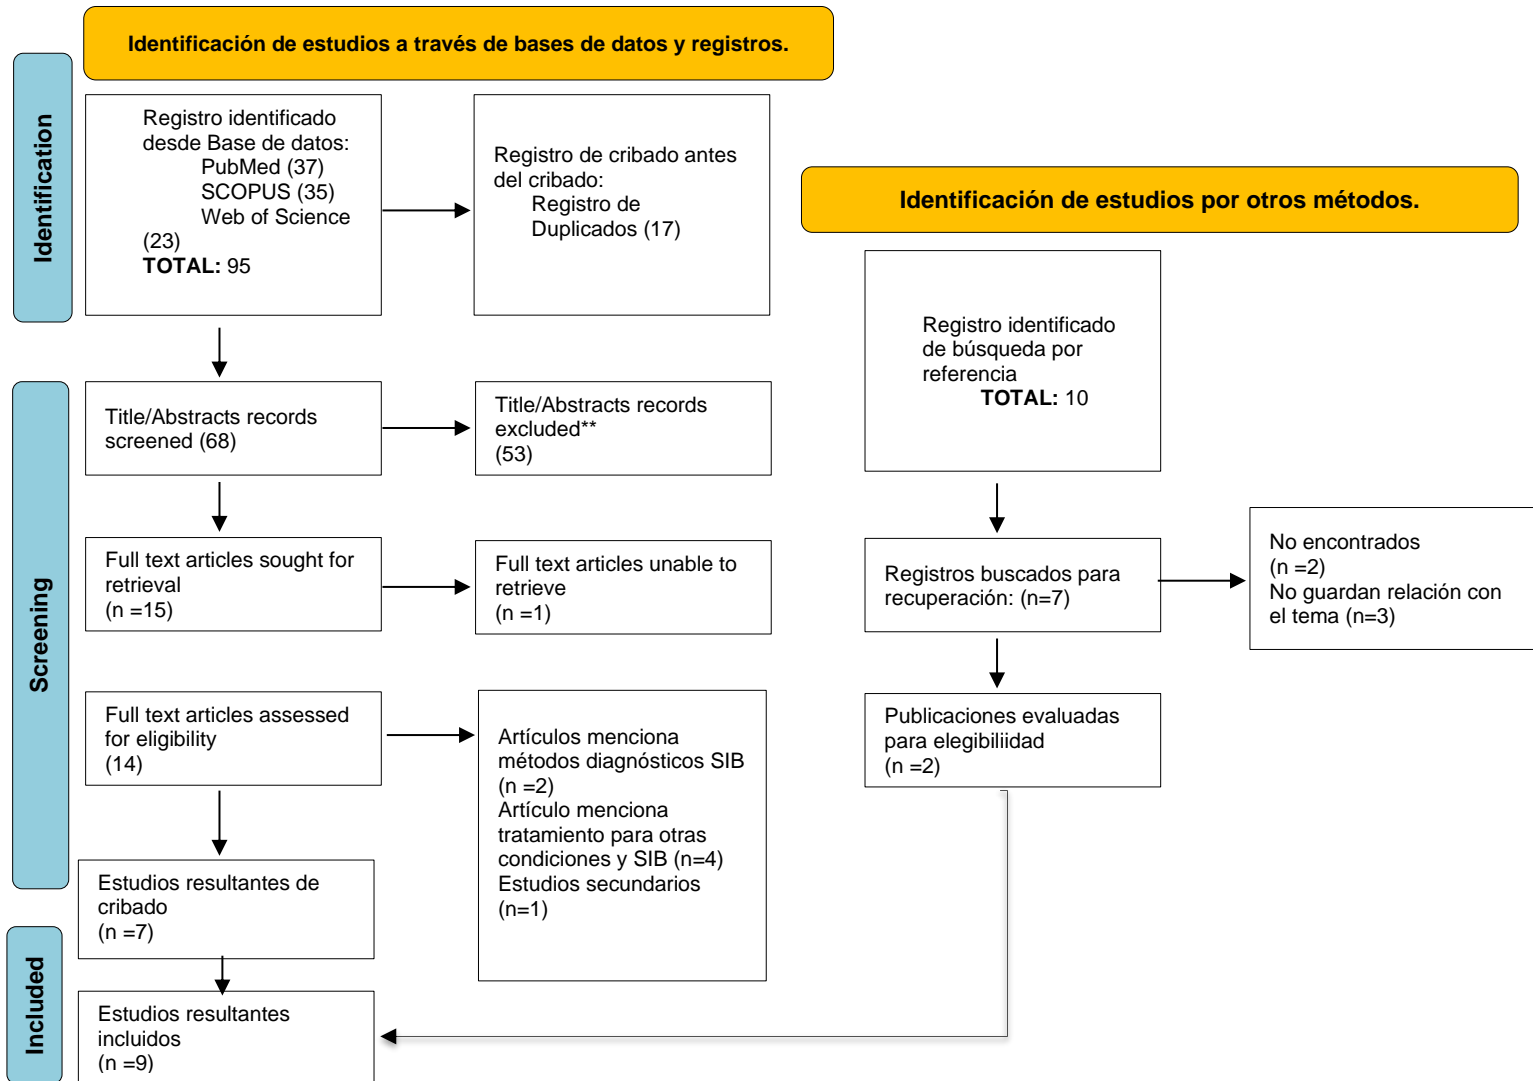 Identificación de estudios a través de bases de datos y registros.
Identification
Registro identificado
desde Base de datos:
PubMed (37)
SCOPUS (35)
Web of Science
(23)
TOTAL: 95
Registro de cribado antes
del cribado:
Registro de
Duplicados (17)
Identificación de estudios por otros métodos.
Registro identificado
de búsqueda por
referencia
TOTAL: 10
Screening
Title/Abstracts records
screened (68)
Title/Abstracts records
excluded**
(53)
Full text articles sought for
retrieval
(n =15)
Full text articles unable to
retrieve
(n =1)
Registros buscados para
recuperación: (n=7)
No encontrados
(n =2)
No guardan relación con
el tema (n=3)
Full text articles assessed
for eligibility
(14)
Artículos menciona
métodos diagnósticos SIB
(n =2)
Artículo menciona
tratamiento para otras
condiciones y SIB (n=4)
Estudios secundarios
(n=1)
Publicaciones evaluadas
para elegibiliidad
(n =2)
Estudios resultantes de
cribado
(n =7)
Included
Estudios resultantes
incluidos
(n =9)